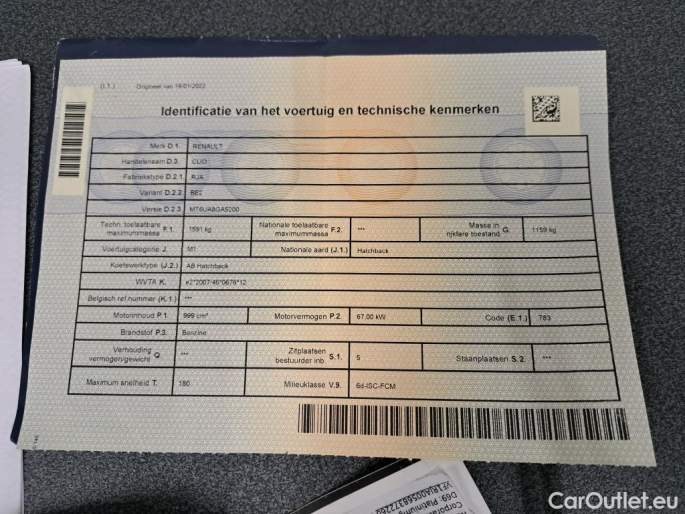 (I.1.) Origineel van 19/01/2022
Identificatie van het voertuig en technische kenmerken
Merk D.1. RENAULT
Handelsnaam D.3. CLIO
Fabriekstype D.2.1. RJA
Variant D.2.2. BE2
Versie D.2.3. MT6UA8GA5200
Techn. toelaatbare maximummassa F.1. 1591 kg Nationale toelaatbare maximummassa F.2. *** Massa in rijklare toestand G. 1159 kg
Voertuigcategorie J. M1 Nationale aard (J.1.) Hatchback
Koetswerktype (J.2.) AB Hatchback
WVTA K. e2*2007/46*0676*12
Belgisch ref.nummer (K.1.) ***
Motorinhoud P.1. 999 cm³ Motorvermogen P.2. 67.00 kW Code (E.1.) 783
Brandstof P.3. Benzine
Verhouding vermogen/gewicht Q. *** Zitplaatsen bestuurder inb. S.1. 5 Staanplaatsen S.2. ***
Maximum snelheid T. 180 Milieuklasse V.9. 6d-ISC-FCM
D69: Platinium
CarOutlet.eu